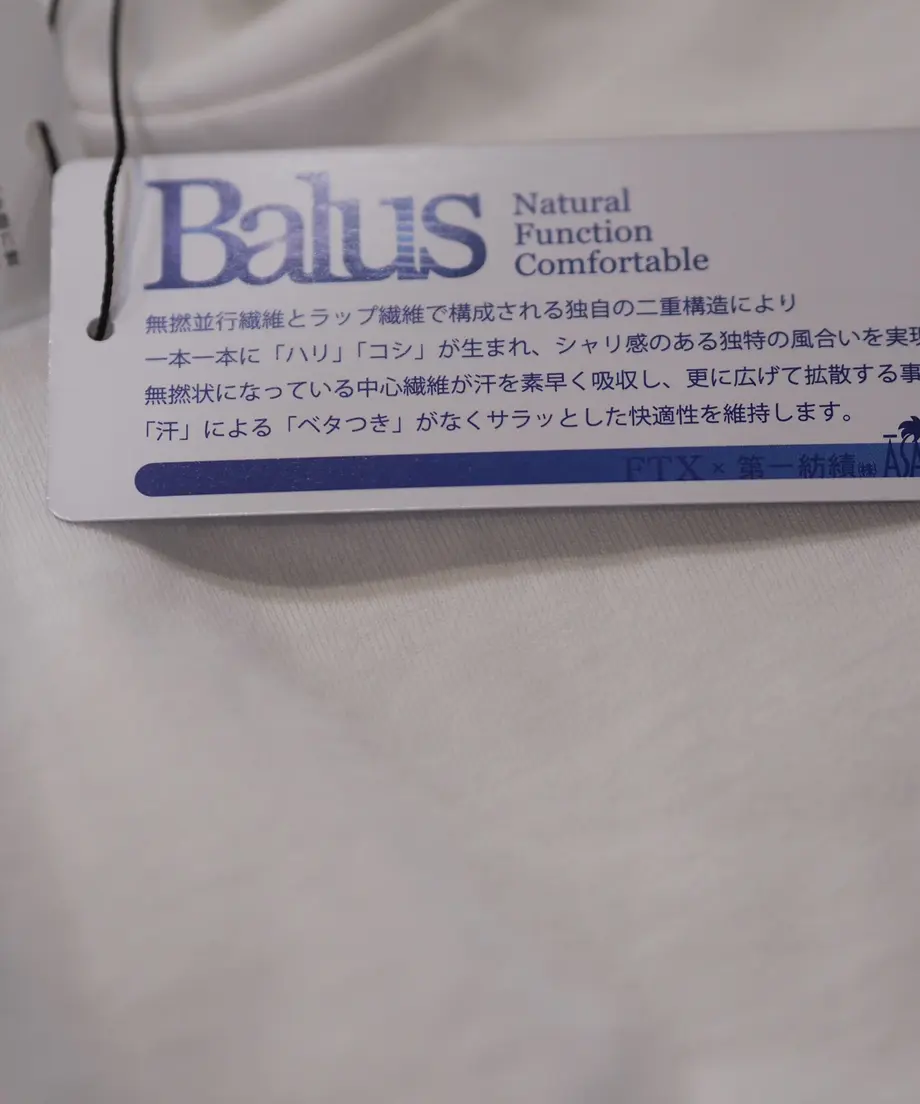 Balus
Natural
Function
Comfortable
無撚並行繊維とラップ繊維で構成される独自の二重構造により
一本一本に「ハリ」「コシ」が生まれ、シャリ感のある独特の風合いを実現
無撚状になっている中心繊維が汗を素早く吸収し、更に広げて拡散する事
「汗」による「ベタつき」がなくサラッとした快適性を維持します。
FTX × 第一紡績㈱ ASA